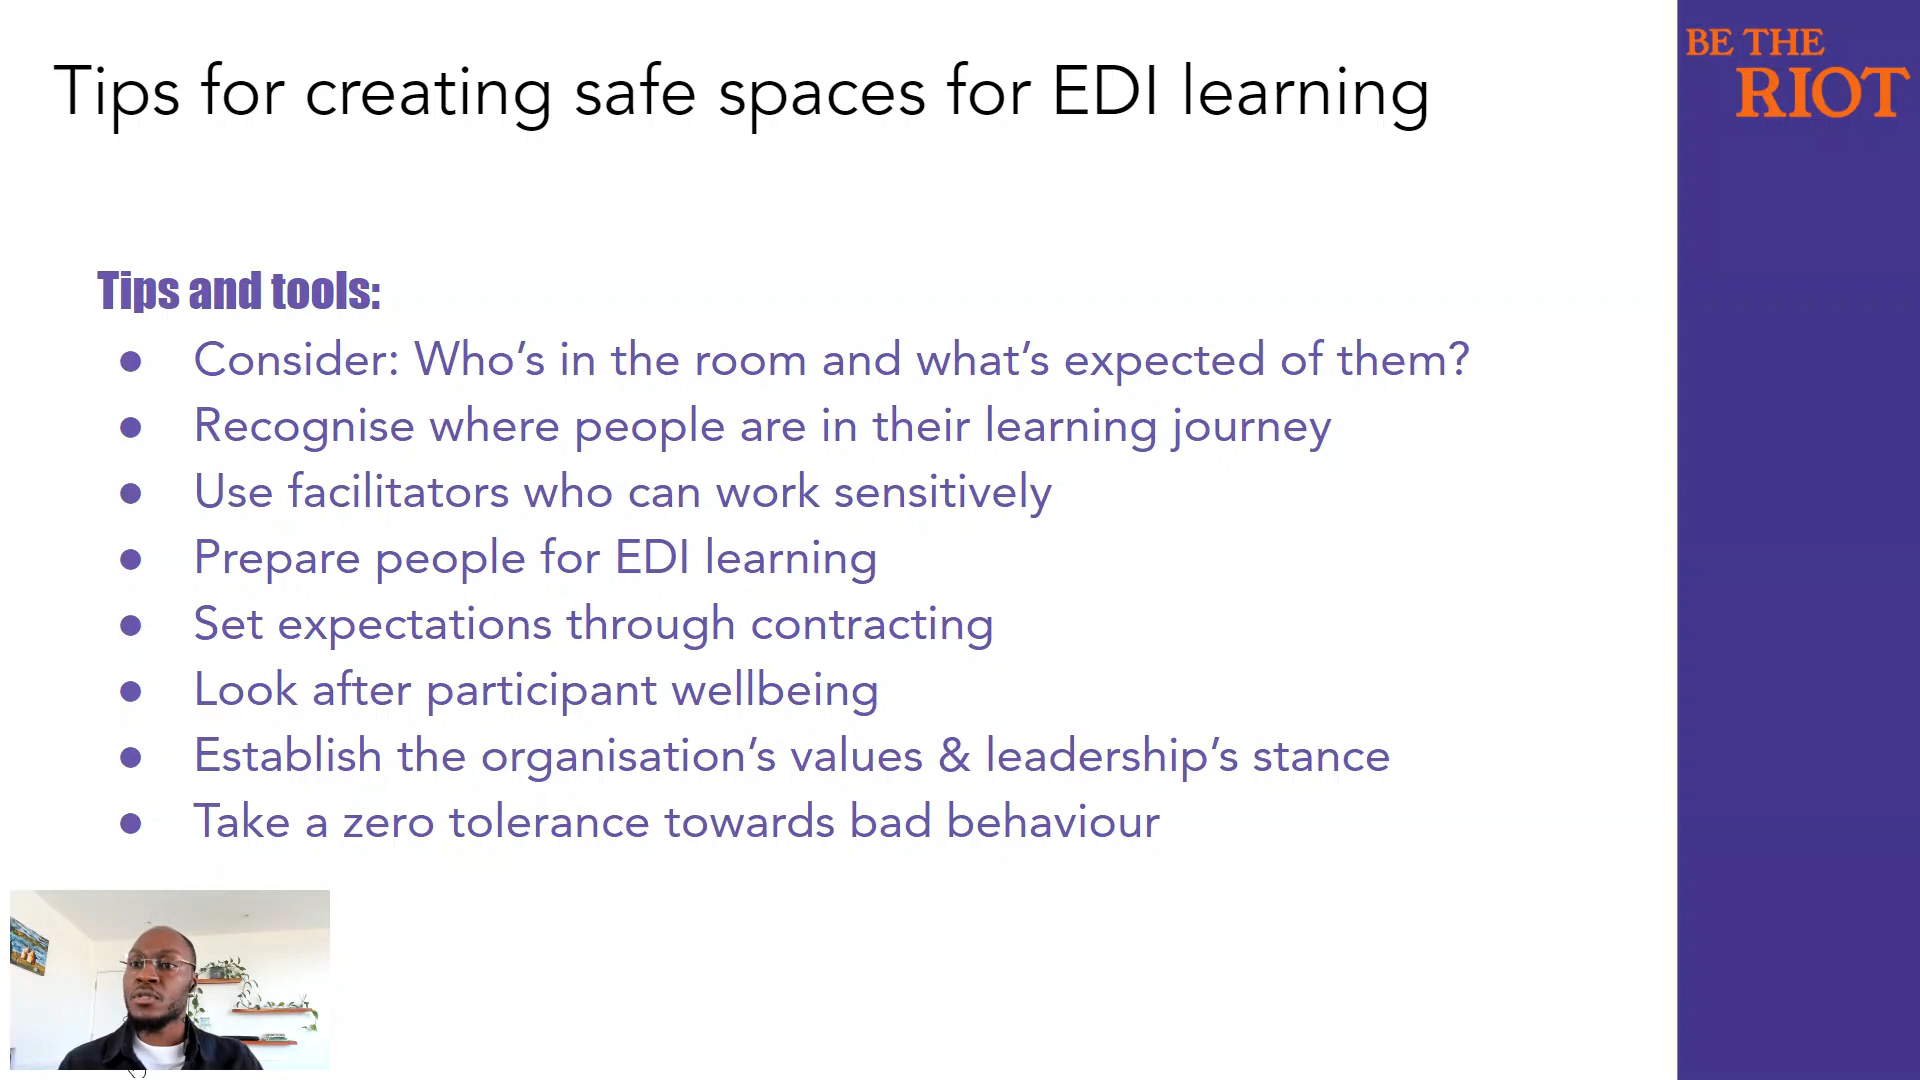 Tips for creating safe spaces for EDI learning
BE THE
RIOT
Tips and tools:
● Consider: Who’s in the room and what’s expected of them?
● Recognise where people are in their learning journey
● Use facilitators who can work sensitively
● Prepare people for EDI learning
● Set expectations through contracting
● Look after participant wellbeing
● Establish the organisation’s values & leadership’s stance
● Take a zero tolerance towards bad behaviour